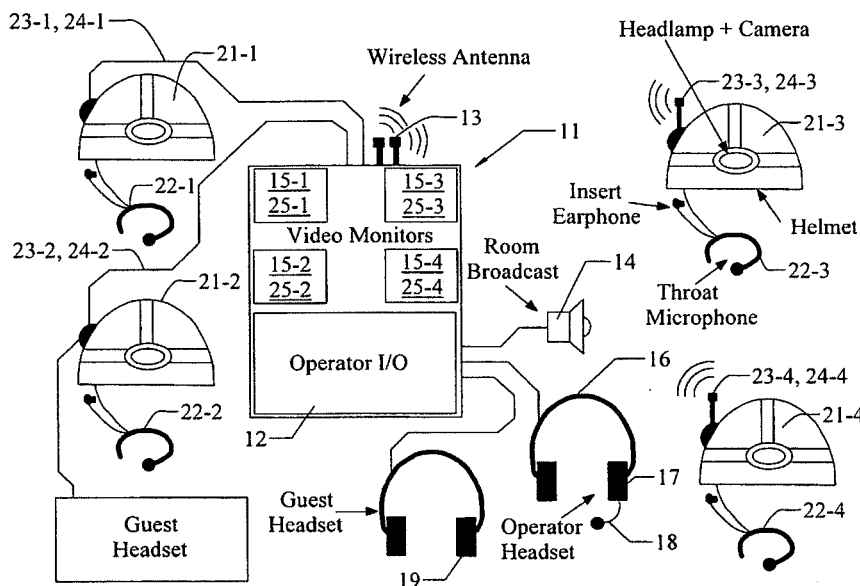 23-1, 24-1
21-1
Wireless Antenna
13
11
Headlamp + Camera
23-3, 24-3
21-3
Insert
Earphone
Helmet
22-3
Throat
Microphone
22-1
15-1
25-1
15-3
25-3
Video Monitors
15-2
25-2
15-4
25-4
Operator I/O
12
Room
Broadcast
14
23-2, 24-2
21-2
22-2
16
23-4, 24-4
21-4
22-4
Guest
Headset
Guest
Headset
19
17
Operator
Headset
18